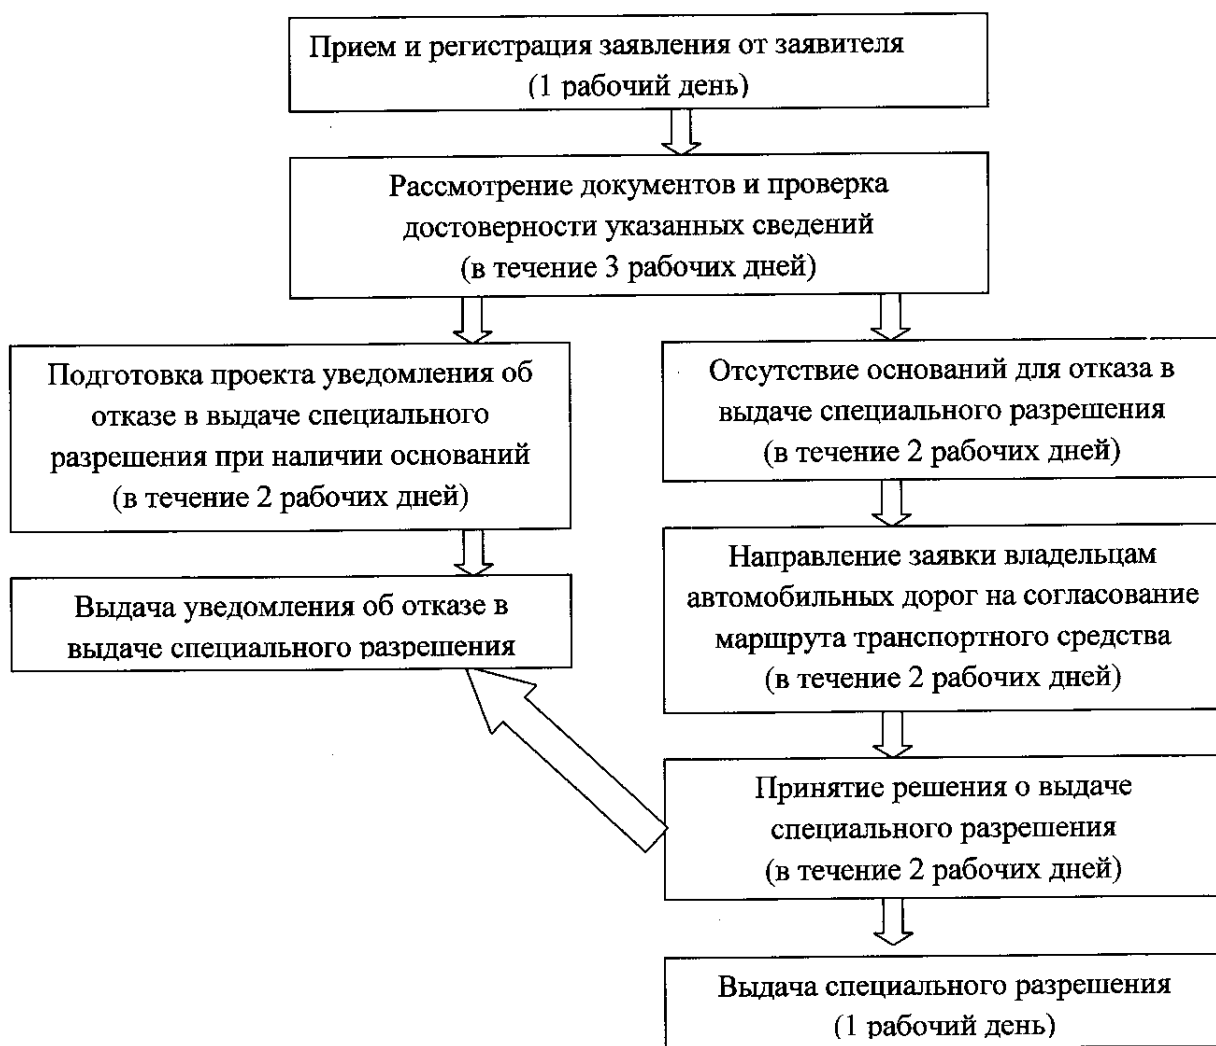 Прием и регистрация заявления от заявителя
(1 рабочий день)
Рассмотрение документов и проверка
достоверности указанных сведений
(в течение 3 рабочих дней)
Подготовка проекта уведомления об
отказе в выдаче специального
разрешения при наличии оснований
(в течение 2 рабочих дней)
Выдача уведомления об отказе в
выдаче специального разрешения
Отсутствие оснований для отказа в
выдаче специального разрешения
(в течение 2 рабочих дней)
Направление заявки владельцам
автомобильных дорог на согласование
маршрута транспортного средства
(в течение 2 рабочих дней)
Принятие решения о выдаче
специального разрешения
(в течение 2 рабочих дней)
Выдача специального разрешения
(1 рабочий день)